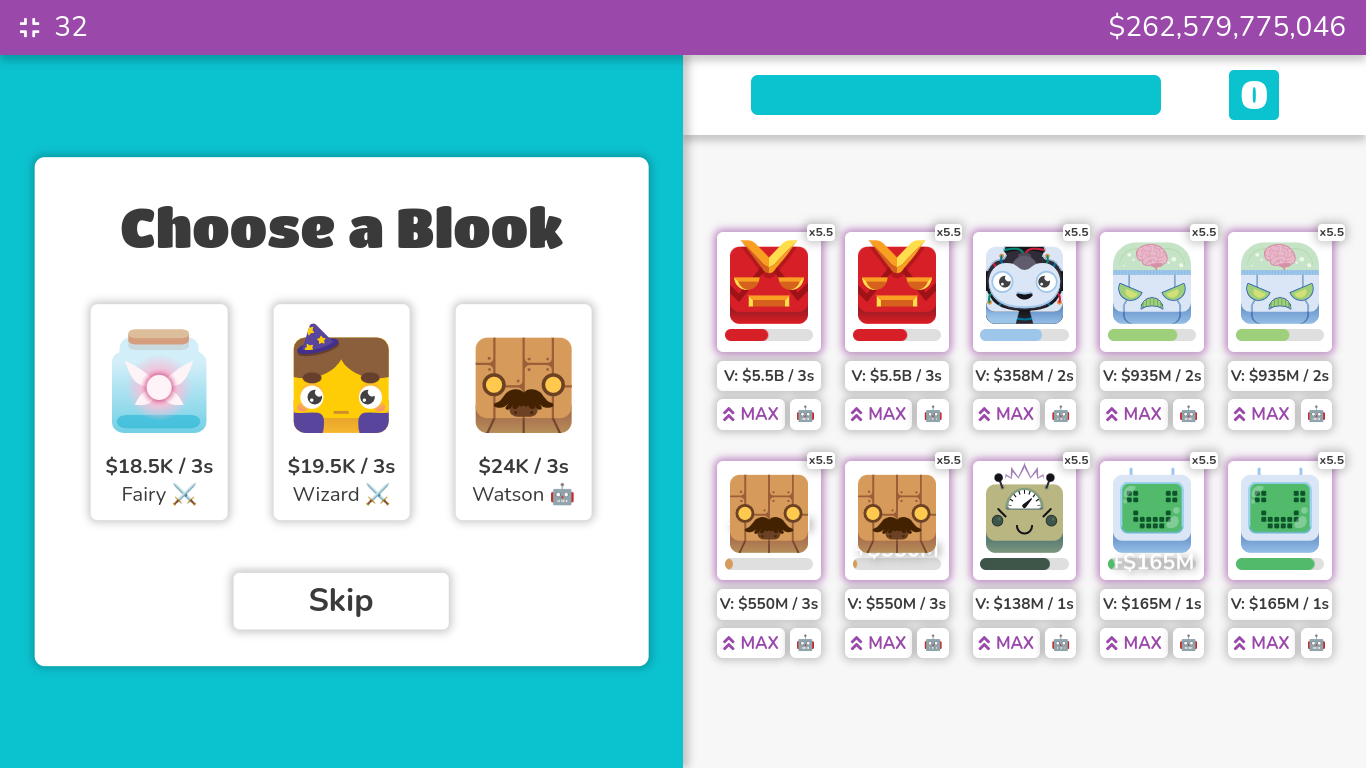 32
$262,579,775,046
0
Choose a Blook
$18.5K / 3s
Fairy ⚔️
$19.5K / 3s
Wizard ⚔️
$24K / 3s
Watson 🤖
Skip
x5.5 x5.5 x5.5 x5.5 x5.5
V: $5.5B / 3s V: $5.5B / 3s V: $358M / 2s V: $935M / 2s V: $935M / 2s
MAX 🤖 MAX 🤖 MAX 🤖 MAX 🤖 MAX 🤖
x5.5 x5.5 x5.5 x5.5 x5.5
+$165M
V: $550M / 3s V: $550M / 3s V: $138M / 1s V: $165M / 1s V: $165M / 1s
MAX 🤖 MAX 🤖 MAX 🤖 MAX 🤖 MAX 🤖